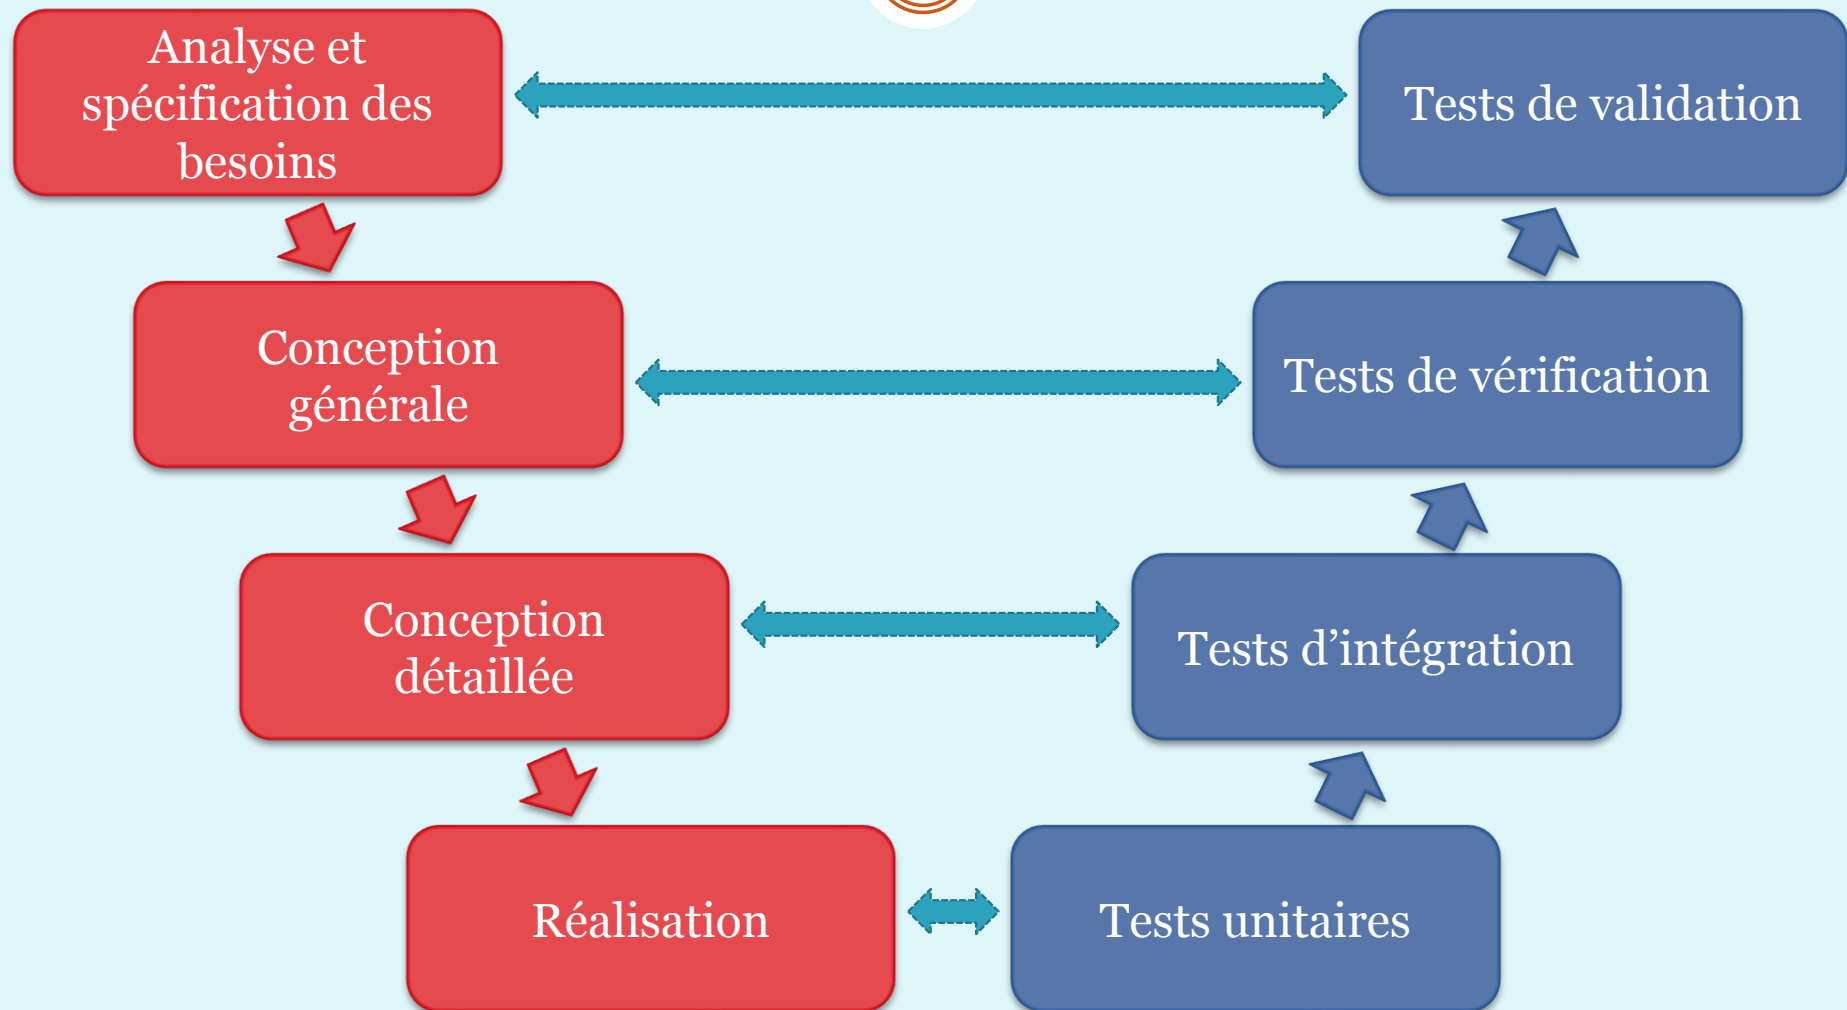 Analyse et
spécification des
besoins
Tests de validation
Conception
générale
Tests de vérification
Conception
détaillée
Tests d’intégration
Réalisation
Tests unitaires